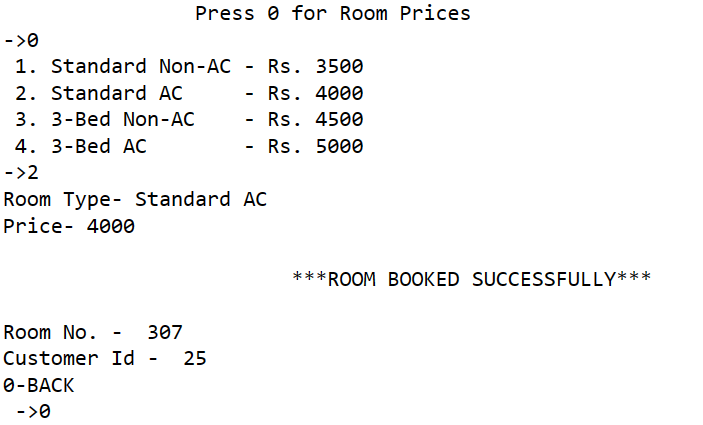 Press 0 for Room Prices
->0
1. Standard Non-AC - Rs. 3500
2. Standard AC     - Rs. 4000
3. 3-Bed Non-AC    - Rs. 4500
4. 3-Bed AC        - Rs. 5000
->2
Room Type- Standard AC
Price- 4000
***ROOM BOOKED SUCCESSFULLY***
Room No. -  307
Customer Id -  25
0-BACK
->0